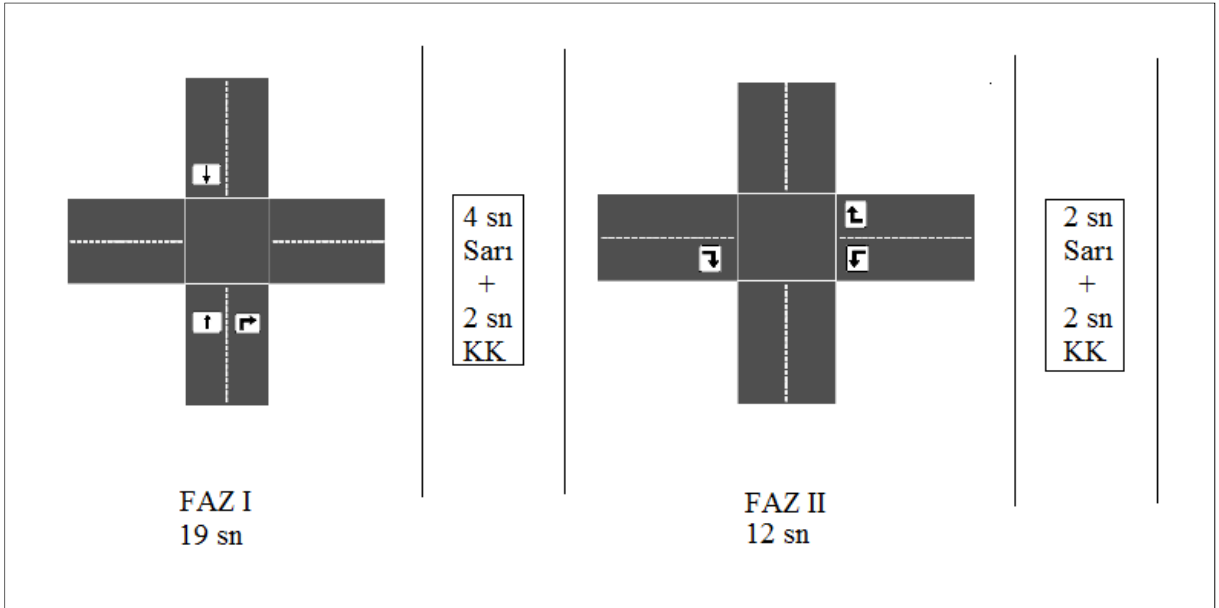 4 sn
Sarı
+
2 sn
KK
2 sn
Sarı
+
2 sn
KK
FAZ I
19 sn
FAZ II
12 sn